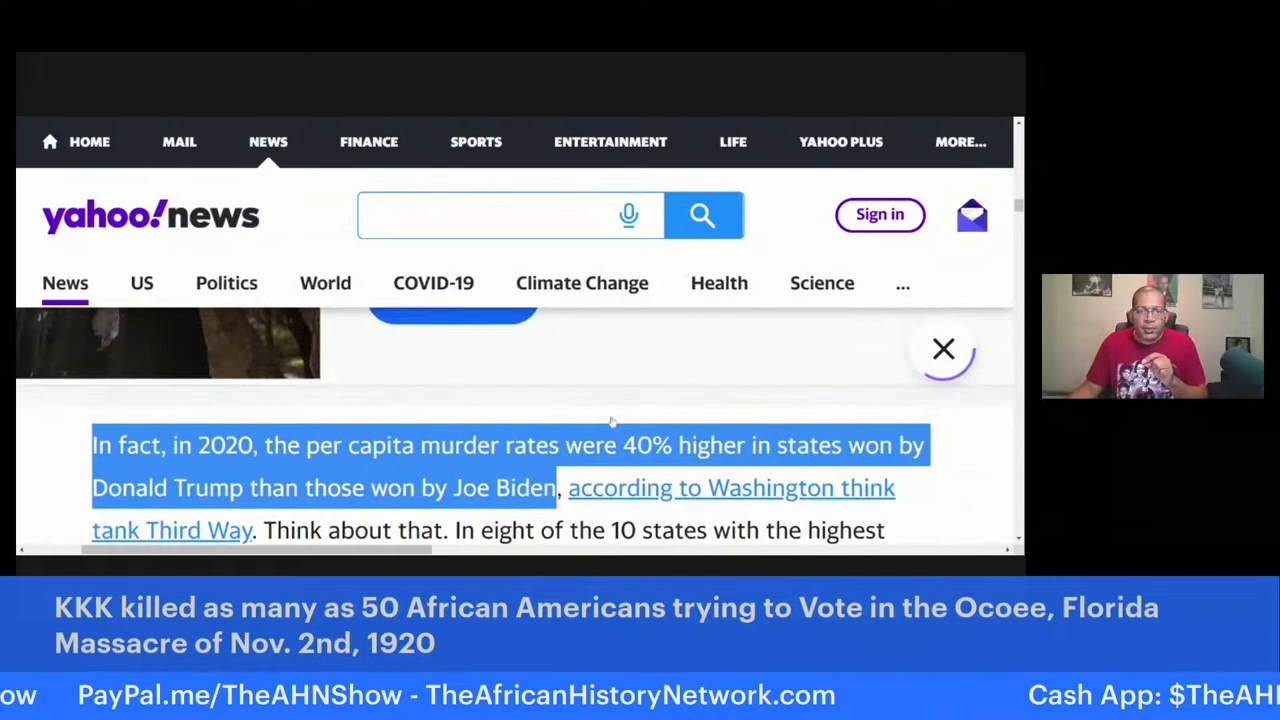 HOME MAIL NEWS FINANCE SPORTS ENTERTAINMENT LIFE YAHOO PLUS MORE...
yahoo!news
Sign in
News US Politics World COVID-19 Climate Change Health Science ...
In fact, in 2020, the per capita murder rates were 40% higher in states won by
Donald Trump than those won by Joe Biden, according to Washington think
tank Third Way. Think about that. In eight of the 10 states with the highest
KKK killed as many as 50 African Americans trying to Vote in the Ocoee, Florida
Massacre of Nov. 2nd, 1920
ow PayPal.me/TheAHNShow - TheAfricanHistoryNetwork.com Cash App: $TheAH